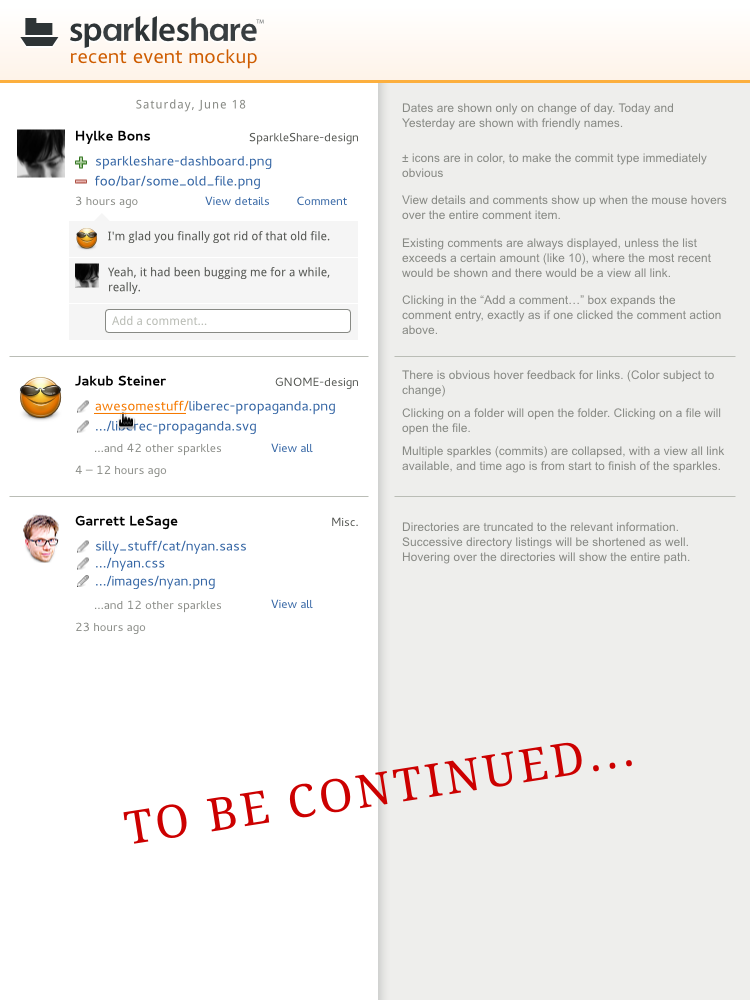 sparkleshare™
recent event mockup
Saturday, June 18
Hylke Bons
SparkleShare-design
sparkleshare-dashboard.png
foo/bar/some_old_file.png
3 hours ago
View details
Comment
I'm glad you finally got rid of that old file.
Yeah, it had been bugging me for a while,
really.
Add a comment...
Dates are shown only on change of day. Today and
Yesterday are shown with friendly names.
± icons are in color, to make the commit type immediately
obvious
View details and comments show up when the mouse hovers
over the entire comment item.
Existing comments are always displayed, unless the list
exceeds a certain amount (like 10), where the most recent
would be shown and there would be a view all link.
Clicking in the “Add a comment…” box expands the
comment entry, exactly as if one clicked the comment action
above.
Jakub Steiner
GNOME-design
awesomestuff/liberec-propaganda.png
.../liberec-propaganda.svg
...and 42 other sparkles
View all
4 – 12 hours ago
There is obvious hover feedback for links. (Color subject to
change)
Clicking on a folder will open the folder. Clicking on a file will
open the file.
Multiple sparkles (commits) are collapsed, with a view all link
available, and time ago is from start to finish of the sparkles.
Garrett LeSage
Misc.
silly_stuff/cat/nyan.sass
.../nyan.css
.../images/nyan.png
...and 12 other sparkles
View all
23 hours ago
Directories are truncated to the relevant information.
Successive directory listings will be shortened as well.
Hovering over the directories will show the entire path.
TO BE CONTINUED...